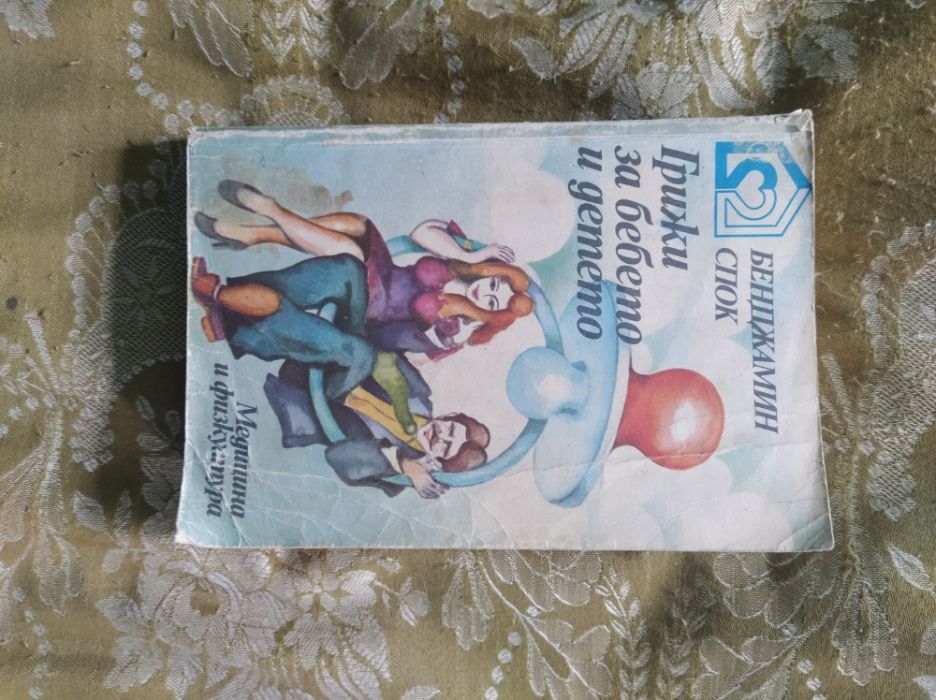 БЕНДЖАМИН
СПОК
Грижи
за бебето
и детето
Медицина
и физкултура